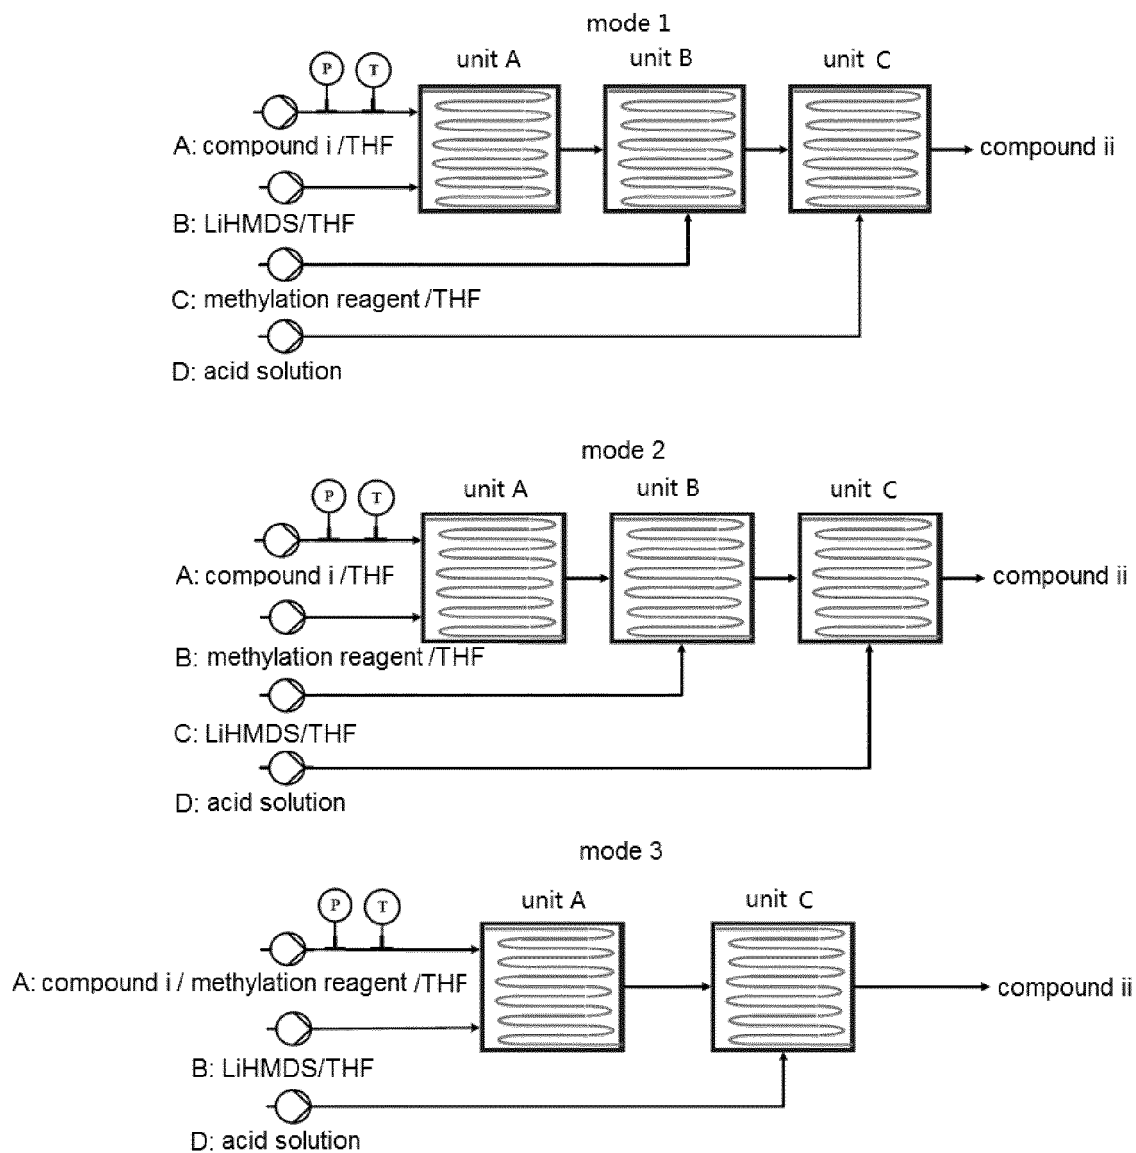 mode 1
unit A
unit B
unit C
P
T
A: compound i /THF
compound ii
B: LiHMDS/THF
C: methylation reagent /THF
D: acid solution
mode 2
unit A
unit B
unit C
P
T
A: compound i /THF
compound ii
B: methylation reagent /THF
C: LiHMDS/THF
D: acid solution
mode 3
unit A
unit C
P
T
A: compound i / methylation reagent /THF
compound ii
B: LiHMDS/THF
D: acid solution